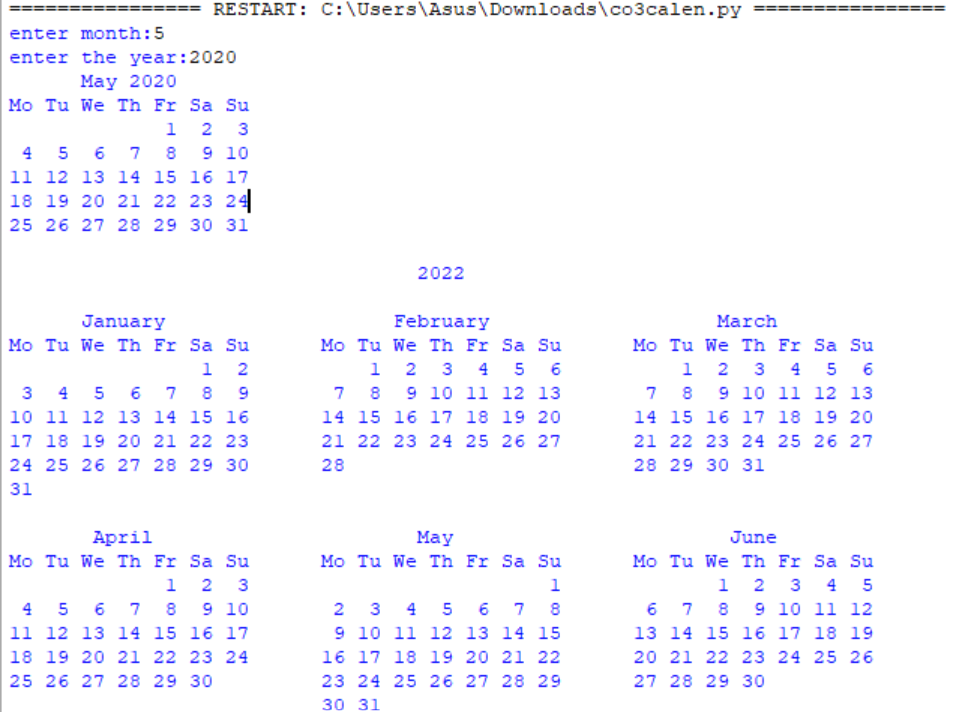 ================ RESTART: C:\Users\Asus\Downloads\co3calen.py ================
enter month:5
enter the year:2020
      May 2020
Mo Tu We Th Fr Sa Su
             1  2  3
 4  5  6  7  8  9 10
11 12 13 14 15 16 17
18 19 20 21 22 23 24
25 26 27 28 29 30 31
                                  2022
      January                   February                   March
Mo Tu We Th Fr Sa Su      Mo Tu We Th Fr Sa Su      Mo Tu We Th Fr Sa Su
                1  2          1  2  3  4  5  6          1  2  3  4  5  6
 3  4  5  6  7  8  9       7  8  9 10 11 12 13       7  8  9 10 11 12 13
10 11 12 13 14 15 16      14 15 16 17 18 19 20      14 15 16 17 18 19 20
17 18 19 20 21 22 23      21 22 23 24 25 26 27      21 22 23 24 25 26 27
24 25 26 27 28 29 30      28                        28 29 30 31
31
       April                      May                       June
Mo Tu We Th Fr Sa Su      Mo Tu We Th Fr Sa Su      Mo Tu We Th Fr Sa Su
             1  2  3                         1             1  2  3  4  5
 4  5  6  7  8  9 10       2  3  4  5  6  7  8       6  7  8  9 10 11 12
11 12 13 14 15 16 17       9 10 11 12 13 14 15      13 14 15 16 17 18 19
18 19 20 21 22 23 24      16 17 18 19 20 21 22      20 21 22 23 24 25 26
25 26 27 28 29 30         23 24 25 26 27 28 29      27 28 29 30
                          30 31